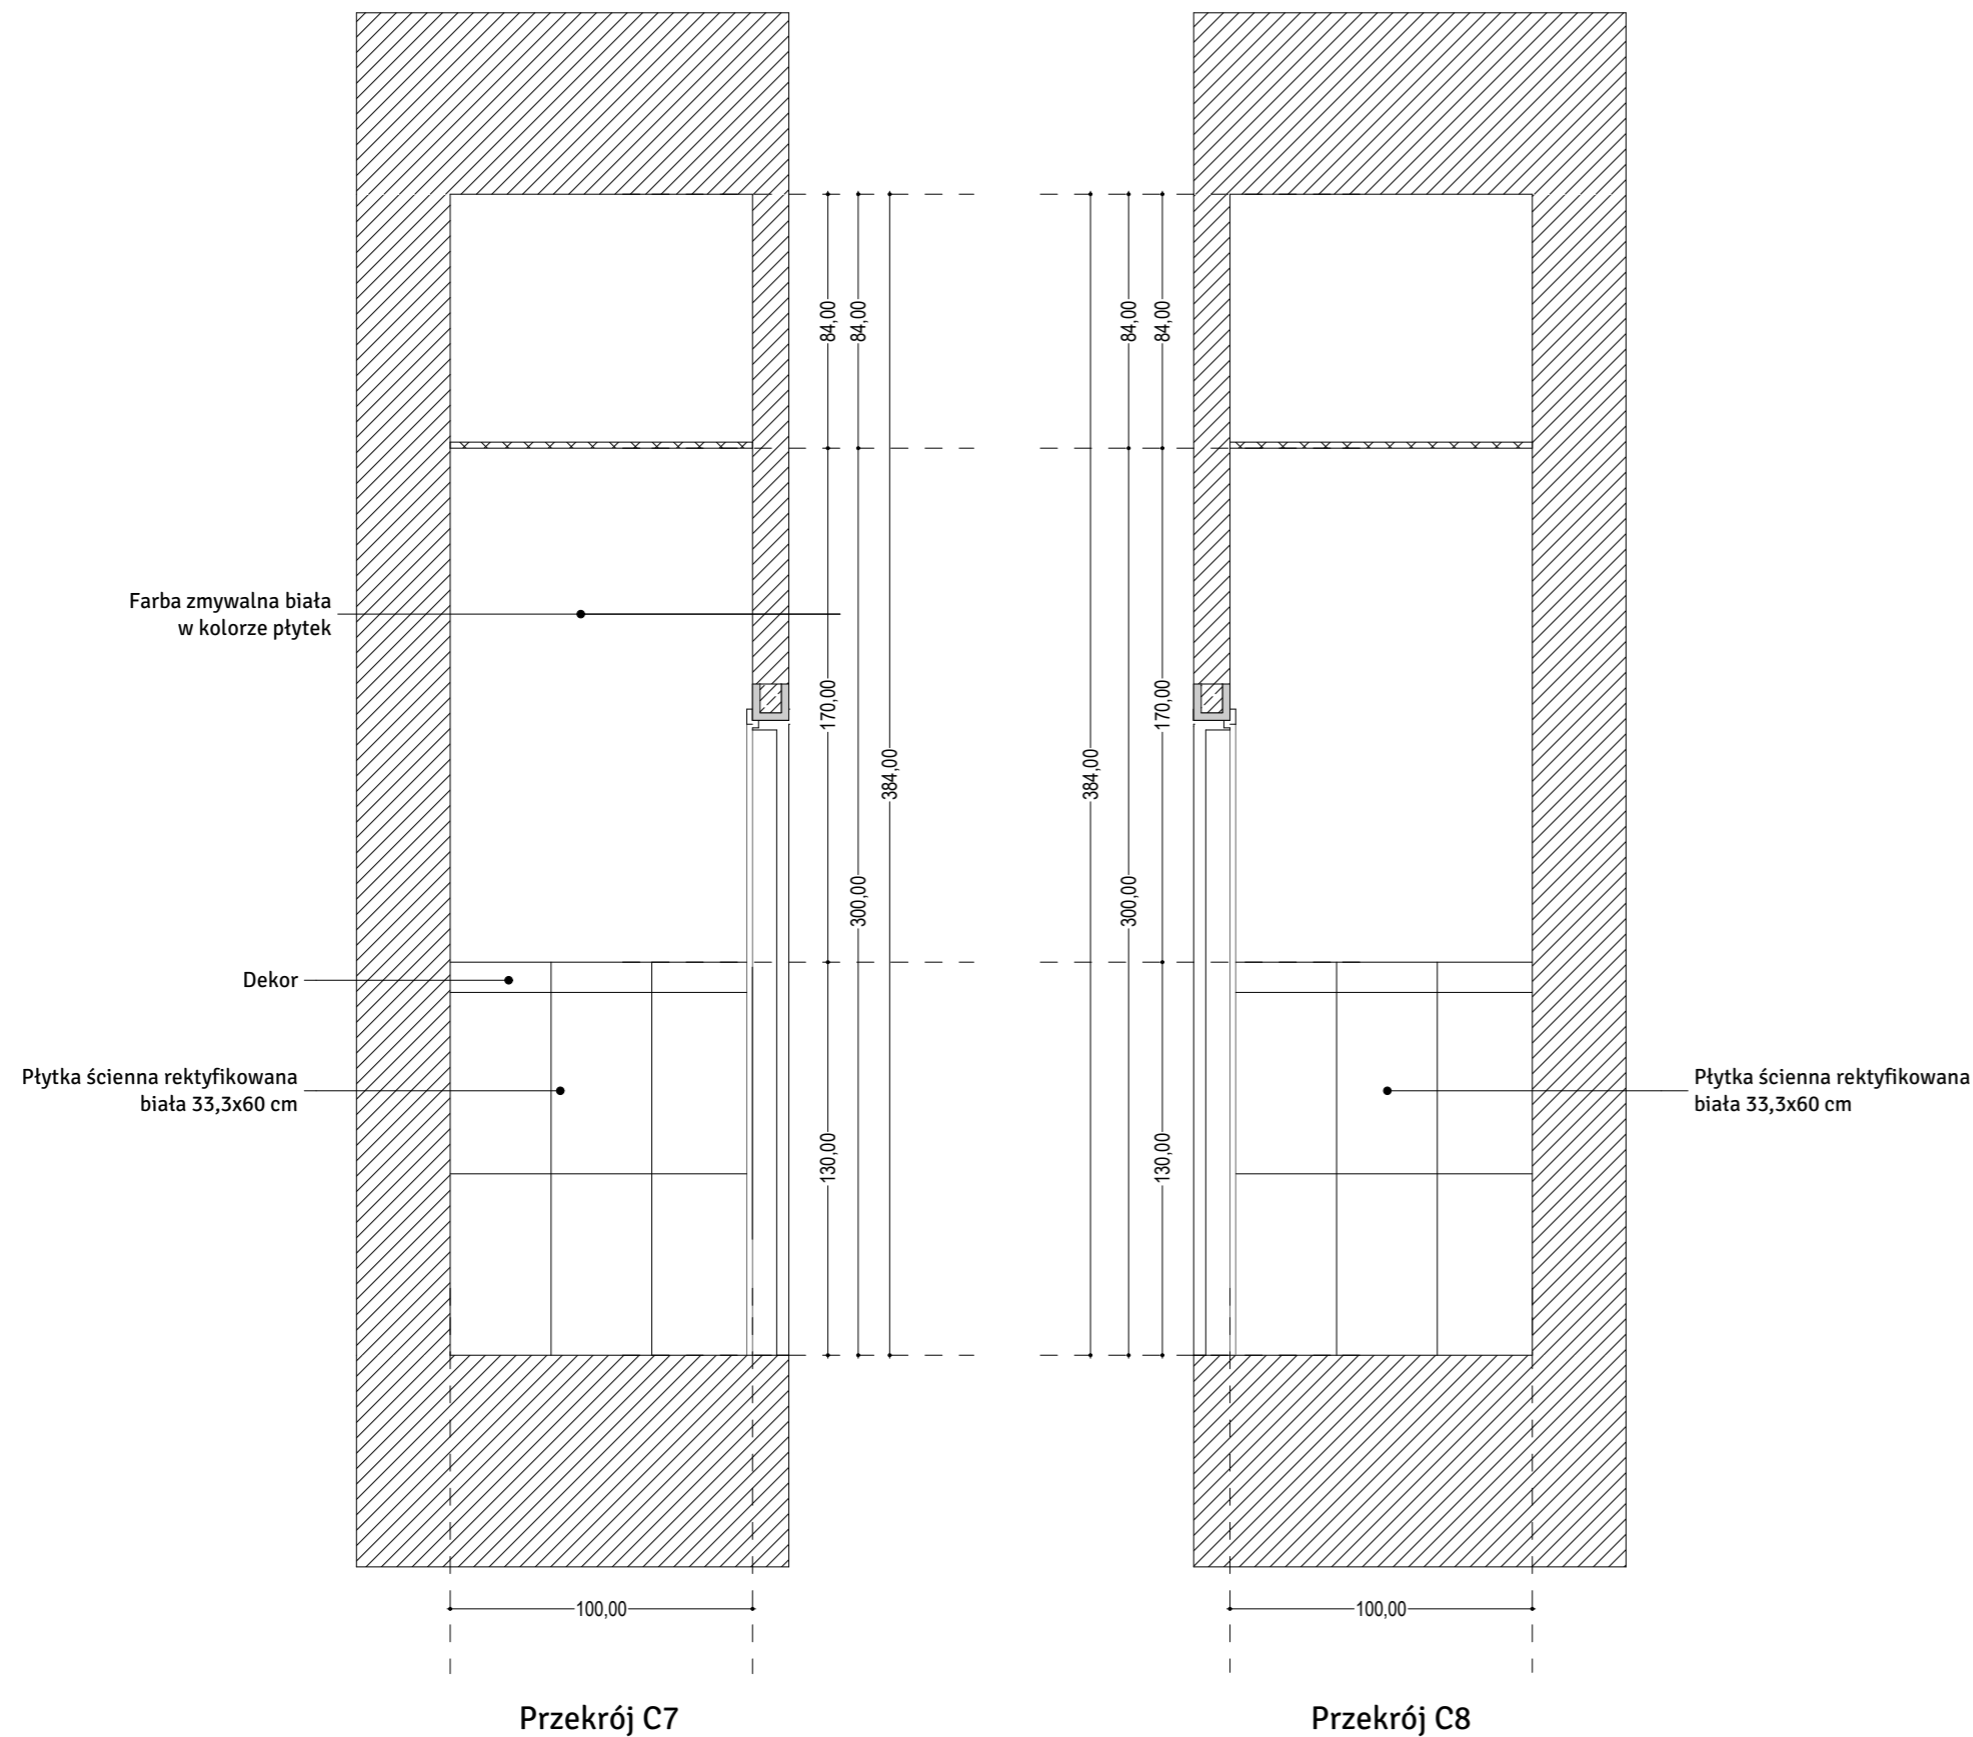 84,00
84,00
84,00
84,00
Farba zmywalna biała
w kolorze płytek
170,00
170,00
384,00
384,00
300,00
300,00
Dekor
Płytka ścienna rektyfikowana
biała 33,3x60 cm
Płytka ścienna rektyfikowana
biała 33,3x60 cm
130,00
130,00
100,00
100,00
Przekrój C7
Przekrój C8